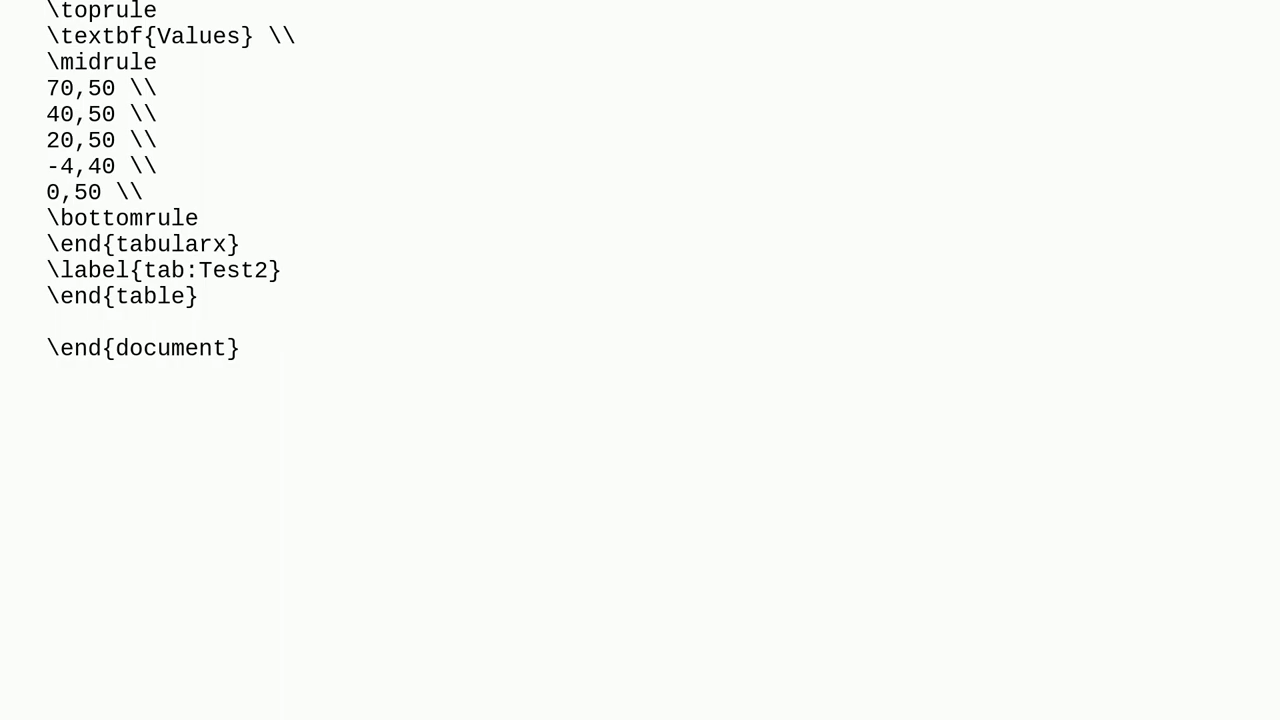 \toprule
\textbf{Values} \\
\midrule
70,50 \\
40,50 \\
20,50 \\
-4,40 \\
0,50 \\
\bottomrule
\end{tabularx}
\label{tab:Test2}
\end{table}

\end{document}